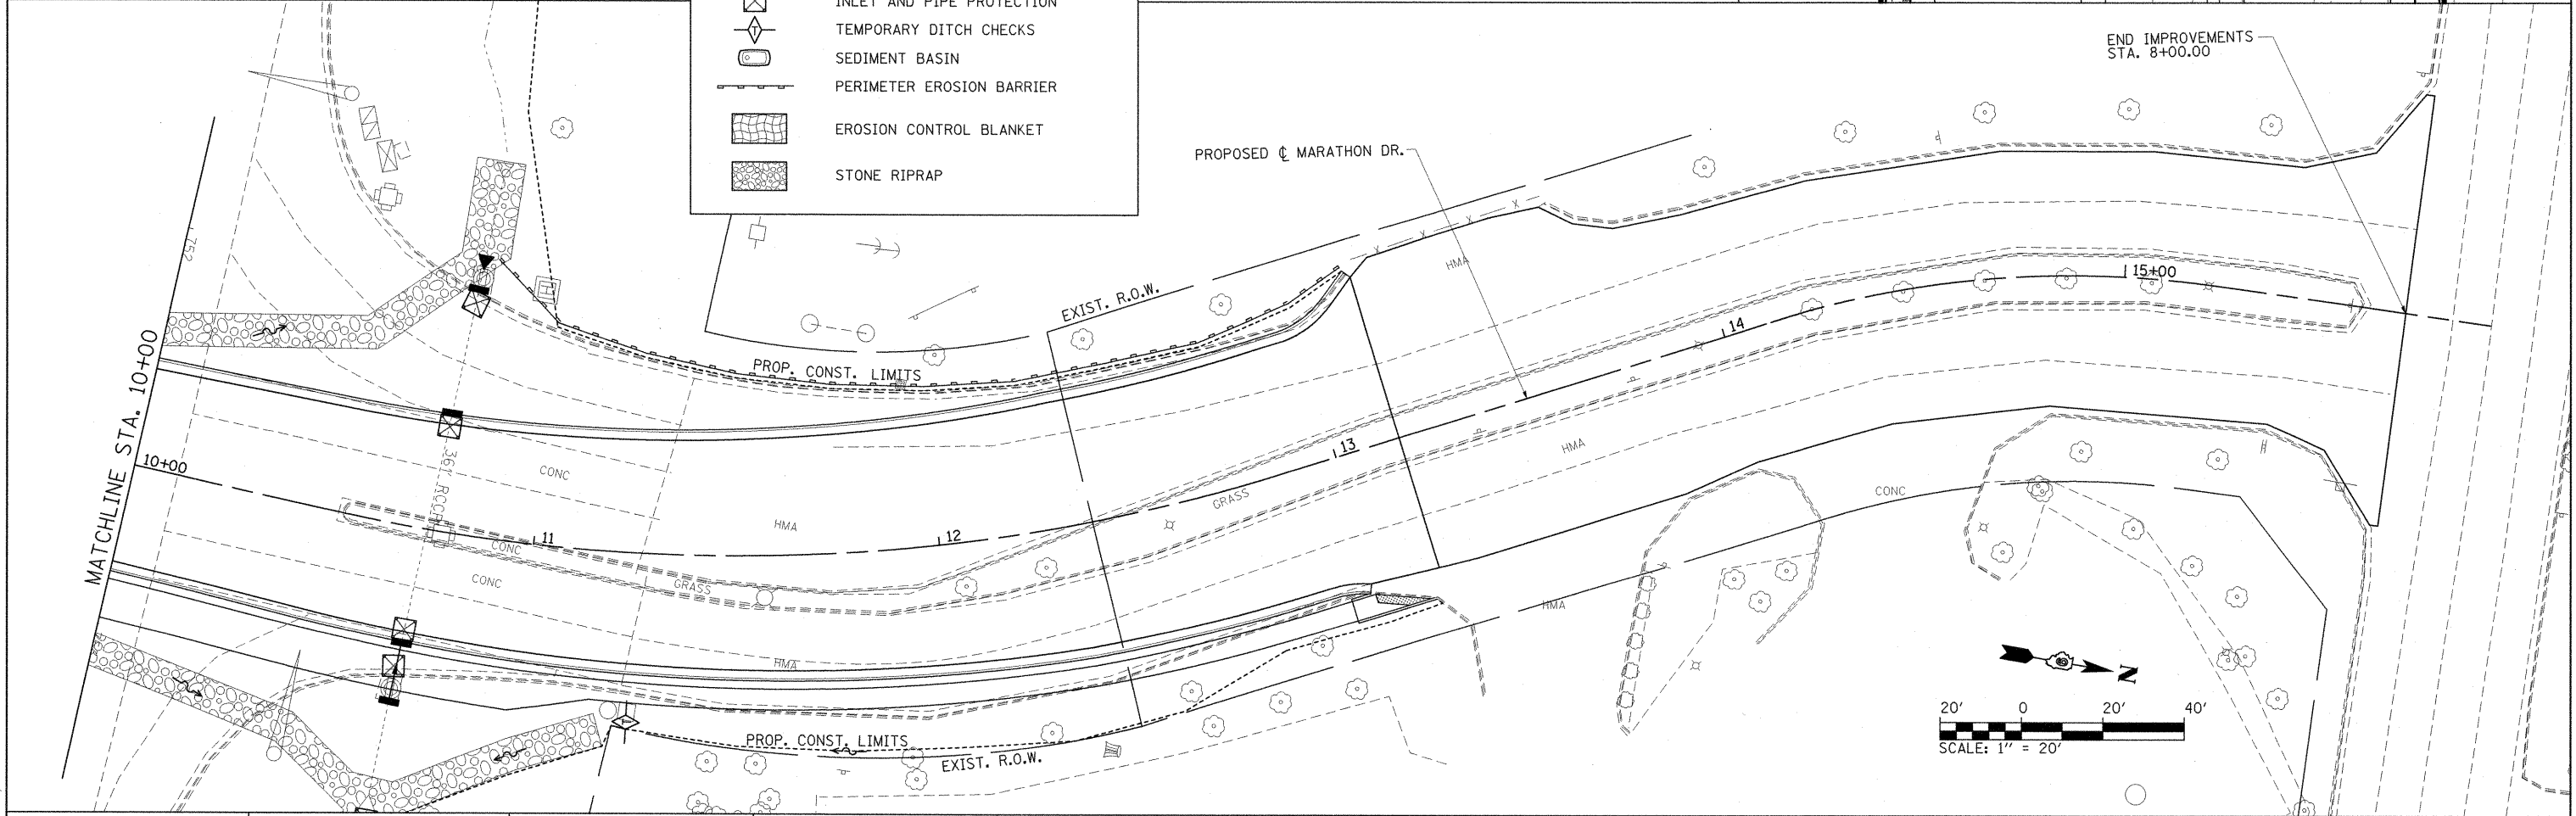 INLET AND PIPE PROTECTION
T TEMPORARY DITCH CHECKS
SEDIMENT BASIN
PERIMETER EROSION BARRIER
EROSION CONTROL BLANKET
STONE RIPRAP
END IMPROVEMENTS
STA. 8+00.00
PROPOSED ℄ MARATHON DR.
EXIST. R.O.W.
HMA
15+00
14
13
PROP. CONST. LIMITS
MATCHLINE STA. 10+00
10+00
36" RCP
CONC
HMA
GRASS
HMA
CONC
11
12
CONC
CONC
GRASS
HMA
HMA
T
PROP. CONST. LIMITS
EXIST. R.O.W.
N
20' 0 20' 40'
SCALE: 1" = 20'